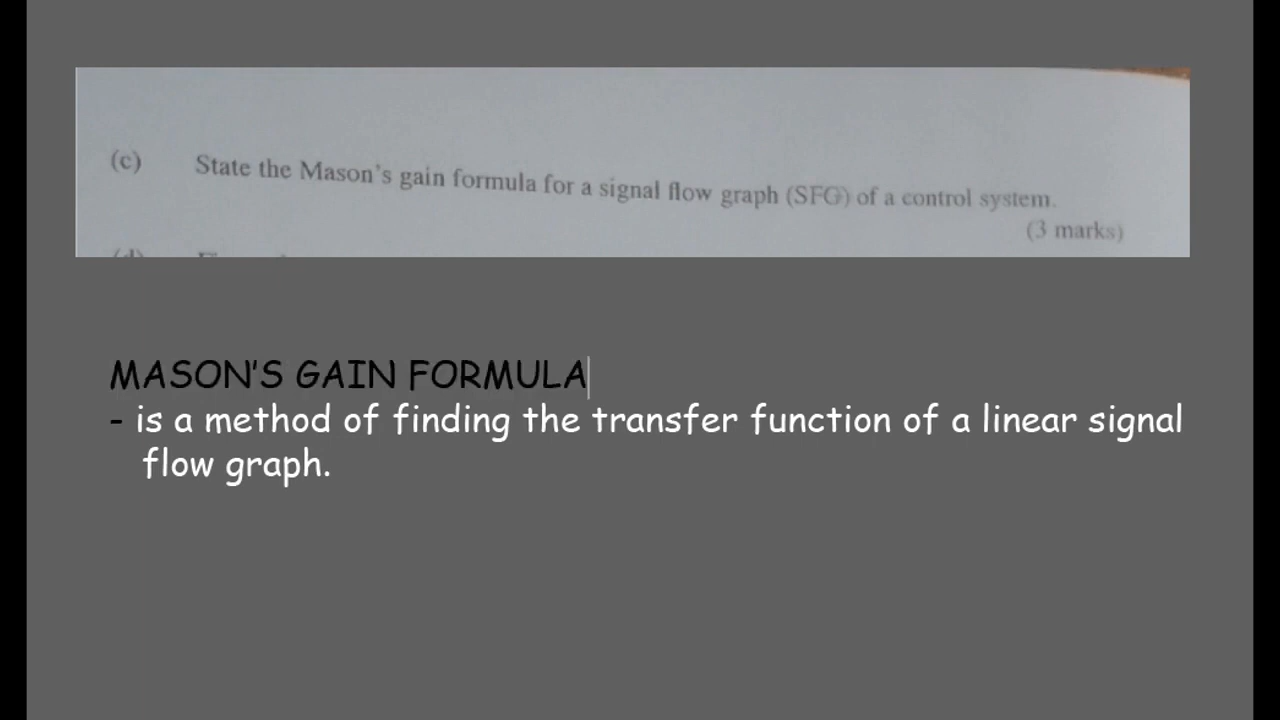 (c) State the Mason's gain formula for a signal flow graph (SFG) of a control system.
(3 marks)
(d)
MASON'S GAIN FORMULA
- is a method of finding the transfer function of a linear signal
flow graph.